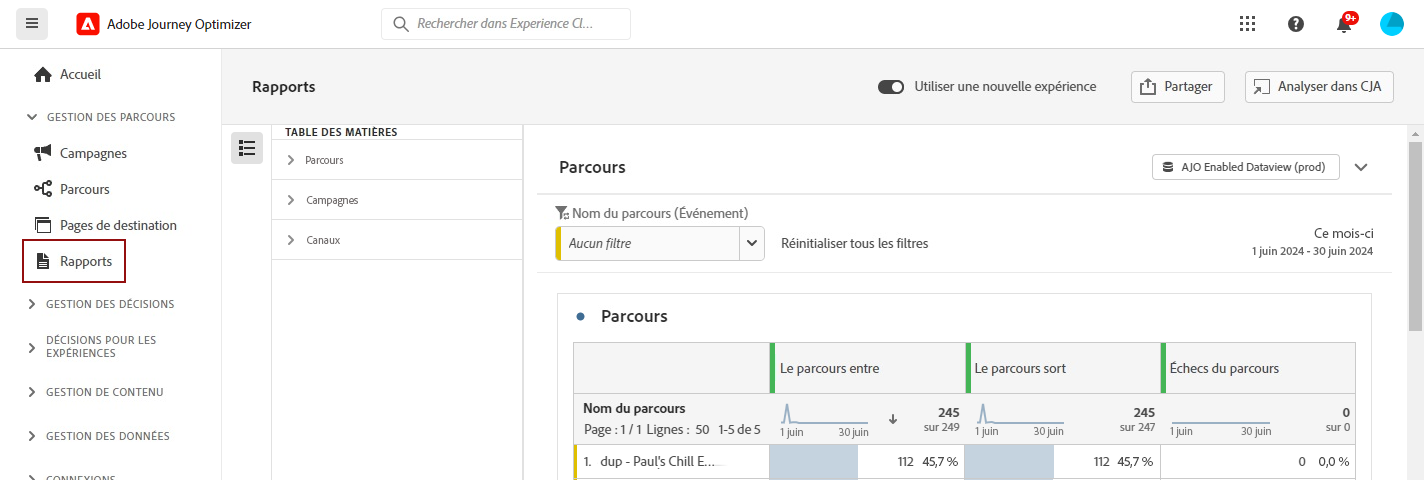 Adobe Journey Optimizer
Rechercher dans Experience Cl...
9+
Accueil
GESTION DES PARCOURS
Campagnes
Parcours
Pages de destination
Rapports
GESTION DES DÉCISIONS
DÉCISIONS POUR LES
EXPÉRIENCES
GESTION DE CONTENU
GESTION DES DONNÉES
CONNEXIONS
Rapports
Utiliser une nouvelle expérience
Partager
Analyser dans CJA
TABLE DES MATIÈRES
Parcours
Campagnes
Canaux
Parcours
AJO Enabled Dataview (prod)
Nom du parcours (Événement)
Aucun filtre
Réinitialiser tous les filtres
Ce mois-ci
1 juin 2024 - 30 juin 2024
Parcours
Le parcours entre Le parcours sort Échecs du parcours
Nom du parcours
Page : 1 / 1 Lignes : 50 1-5 de 5
1 juin 30 juin
245
sur 249
1 juin 30 juin
245
sur 247
1 juin 30 juin
0
sur 0
1. dup - Paul's Chill E... 112 45,7 % 112 45,7 % 0 0,0 %